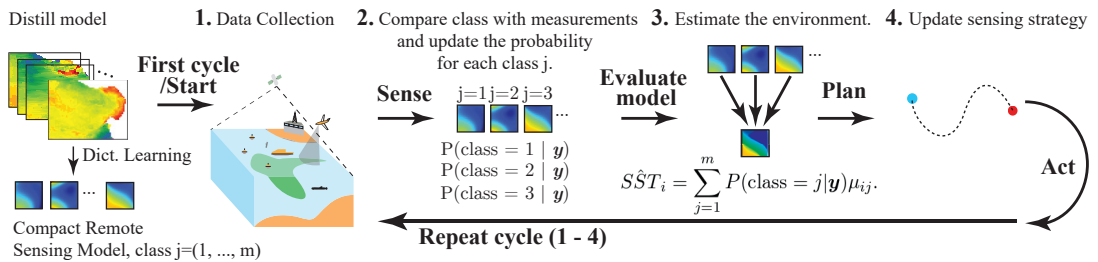 Distill model
Dict. Learning
Compact Remote
Sensing Model, class j=(1, ..., m)
First cycle
/Start
1. Data Collection
Sense
2. Compare class with measurements
and update the probability
for each class j.
j=1 j=2 j=3
...
P(class = 1 | y)
P(class = 2 | y)
P(class = 3 | y)
Evaluate
model
3. Estimate the environment.
...
SŜT_i = \sum_{j=1}^{m} P(class = j|y)μ_{ij}.
Plan
4. Update sensing strategy
Act
Repeat cycle (1 - 4)